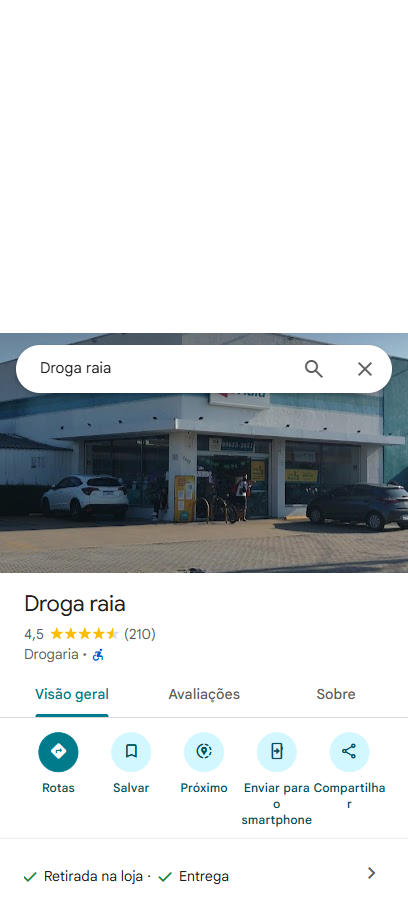 Droga raia
Droga raia
4,5 (210)
Drogaria ·
Visão geral Avaliações Sobre
Rotas Salvar Próximo Enviar para o smartphone Compartilhar
Retirada na loja · Entrega